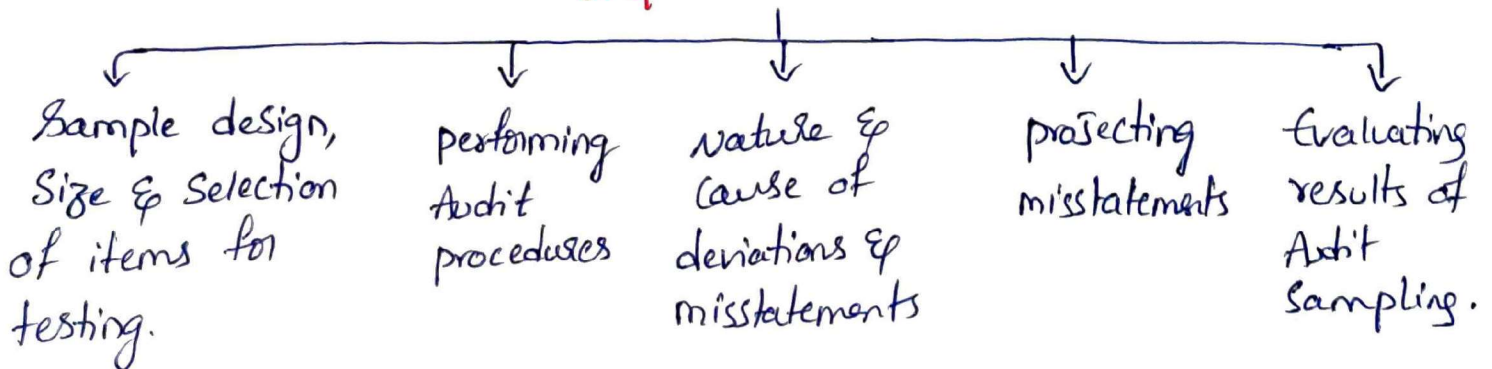 Sample design,
Size & Selection
of items for
testing.
performing
Audit
procedures
Nature &
Cause of
deviations &
misstatements
projecting
misstatements
Evaluating
results of
Audit
Sampling.